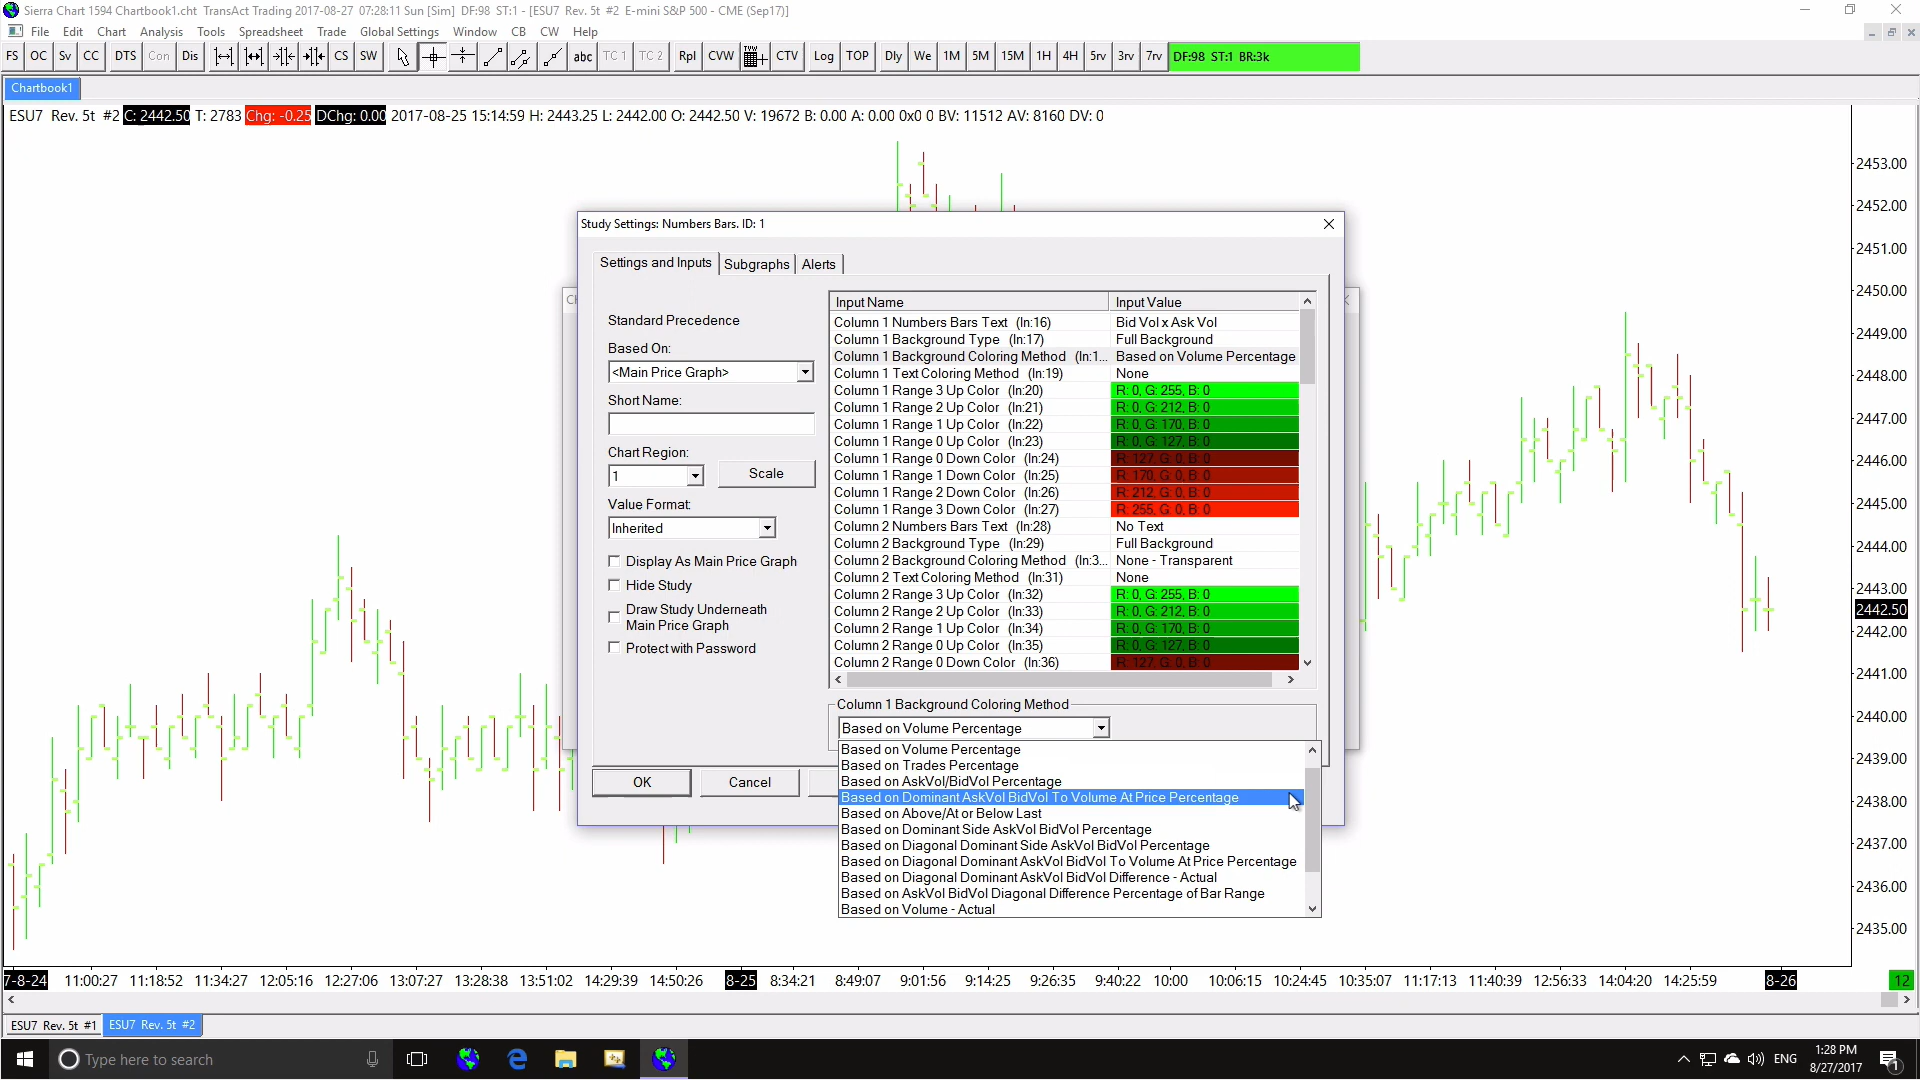 Sierra Chart 1594 Chartbook1.cht  TransAct Trading 2017-08-27  07:28:11 Sun [Sim]  DF:98  ST:1 - [ESU7  Rev. 5t  #2  E-mini S&P 500 - CME (Sep17)]
File Edit Chart Analysis Tools Spreadsheet Trade Global Settings Window CB CW Help
FS OC Sv CC DTS Con Dis CS SW abc TC 1 TC 2 Rpl CVW CTV Log TOP Dly We 1M 5M 15M 1H 4H 5rv 3rv 7rv DF:98  ST:1  BR:3k
Chartbook1
ESU7  Rev. 5t  #2 C: 2442.50 T: 2783 Chg: -0.25 DChg: 0.00 2017-08-25 15:14:59 H: 2443.25 L: 2442.00 O: 2442.50 V: 19672 B: 0.00 A: 0.00 0x0 0 BV: 11512 AV: 8160 DV: 0
Study Settings: Numbers Bars. ID: 1
Settings and Inputs Subgraphs Alerts
Standard Precedence
Based On:
<Main Price Graph>
Short Name:
Chart Region:
1 Scale
Value Format:
Inherited
Display As Main Price Graph
Hide Study
Draw Study Underneath
Main Price Graph
Protect with Password
Input Name Input Value
Column 1 Numbers Bars Text  (In:16) Bid Vol x Ask Vol
Column 1 Background Type  (In:17) Full Background
Column 1 Background Coloring Method  (In:1... Based on Volume Percentage
Column 1 Text Coloring Method  (In:19) None
Column 1 Range 3 Up Color  (In:20) R: 0, G: 255, B: 0
Column 1 Range 2 Up Color  (In:21) R: 0, G: 212, B: 0
Column 1 Range 1 Up Color  (In:22) R: 0, G: 170, B: 0
Column 1 Range 0 Up Color  (In:23) R: 0, G: 127, B: 0
Column 1 Range 0 Down Color  (In:24) R: 127, G: 0, B: 0
Column 1 Range 1 Down Color  (In:25) R: 170, G: 0, B: 0
Column 1 Range 2 Down Color  (In:26) R: 212, G: 0, B: 0
Column 1 Range 3 Down Color  (In:27) R: 255, G: 0, B: 0
Column 2 Numbers Bars Text  (In:28) No Text
Column 2 Background Type  (In:29) Full Background
Column 2 Background Coloring Method  (In:3... None - Transparent
Column 2 Text Coloring Method  (In:31) None
Column 2 Range 3 Up Color  (In:32) R: 0, G: 255, B: 0
Column 2 Range 2 Up Color  (In:33) R: 0, G: 212, B: 0
Column 2 Range 1 Up Color  (In:34) R: 0, G: 170, B: 0
Column 2 Range 0 Up Color  (In:35) R: 0, G: 127, B: 0
Column 2 Range 0 Down Color  (In:36) R: 127, G: 0, B: 0
Column 1 Background Coloring Method
Based on Volume Percentage
Based on Volume Percentage
Based on Trades Percentage
Based on AskVol/BidVol Percentage
Based on Dominant AskVol BidVol To Volume At Price Percentage
Based on Above/At or Below Last
Based on Dominant Side AskVol BidVol Percentage
Based on Diagonal Dominant Side AskVol BidVol Percentage
Based on Diagonal Dominant AskVol BidVol To Volume At Price Percentage
Based on Diagonal Dominant AskVol BidVol Difference - Actual
Based on AskVol BidVol Diagonal Difference Percentage of Bar Range
Based on Volume - Actual
OK Cancel
2453.00
2452.00
2451.00
2450.00
2449.00
2448.00
2447.00
2446.00
2445.00
2444.00
2443.00
2442.50
2442.00
2441.00
2440.00
2439.00
2438.00
2437.00
2436.00
2435.00
7-8-24 11:00:27 11:18:52 11:34:27 12:05:16 12:27:06 13:07:27 13:28:38 13:51:02 14:29:39 14:50:26 8-25 8:34:21 8:49:07 9:01:56 9:14:25 9:26:35 9:40:22 10:00 10:06:15 10:24:45 10:35:07 11:17:13 11:40:39 12:56:33 14:04:20 14:25:59 8-26 12
ESU7  Rev. 5t  #1 ESU7  Rev. 5t  #2
Type here to search
ENG 1:28 PM
8/27/2017
1